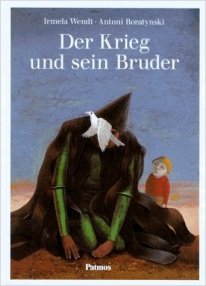 Irmela Wendt · Antoni Boratynski
Der Krieg
und sein Bruder
Patmos